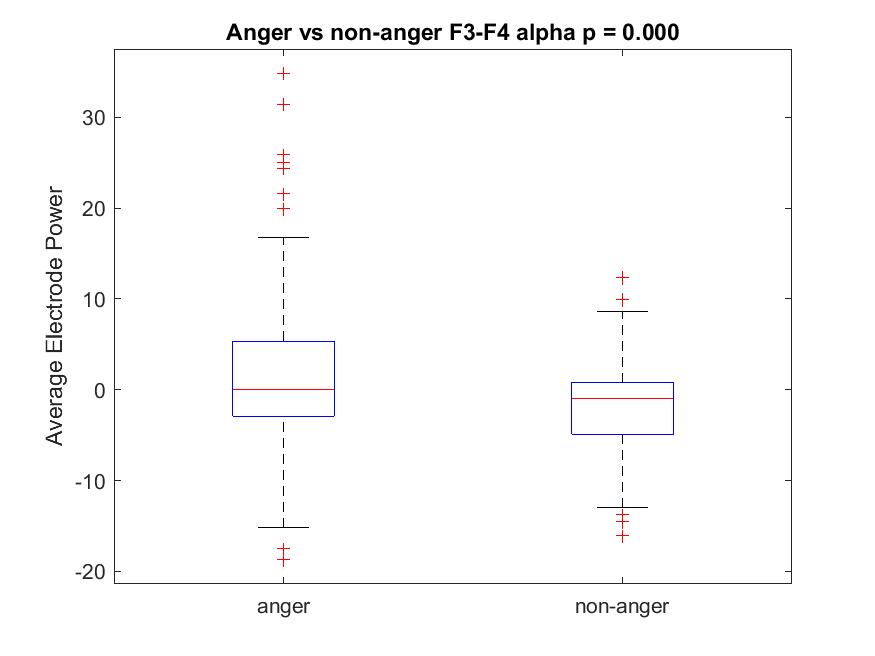 Anger vs non-anger F3-F4 alpha p = 0.000
Average Electrode Power
30
20
10
0
-10
-20
anger
non-anger